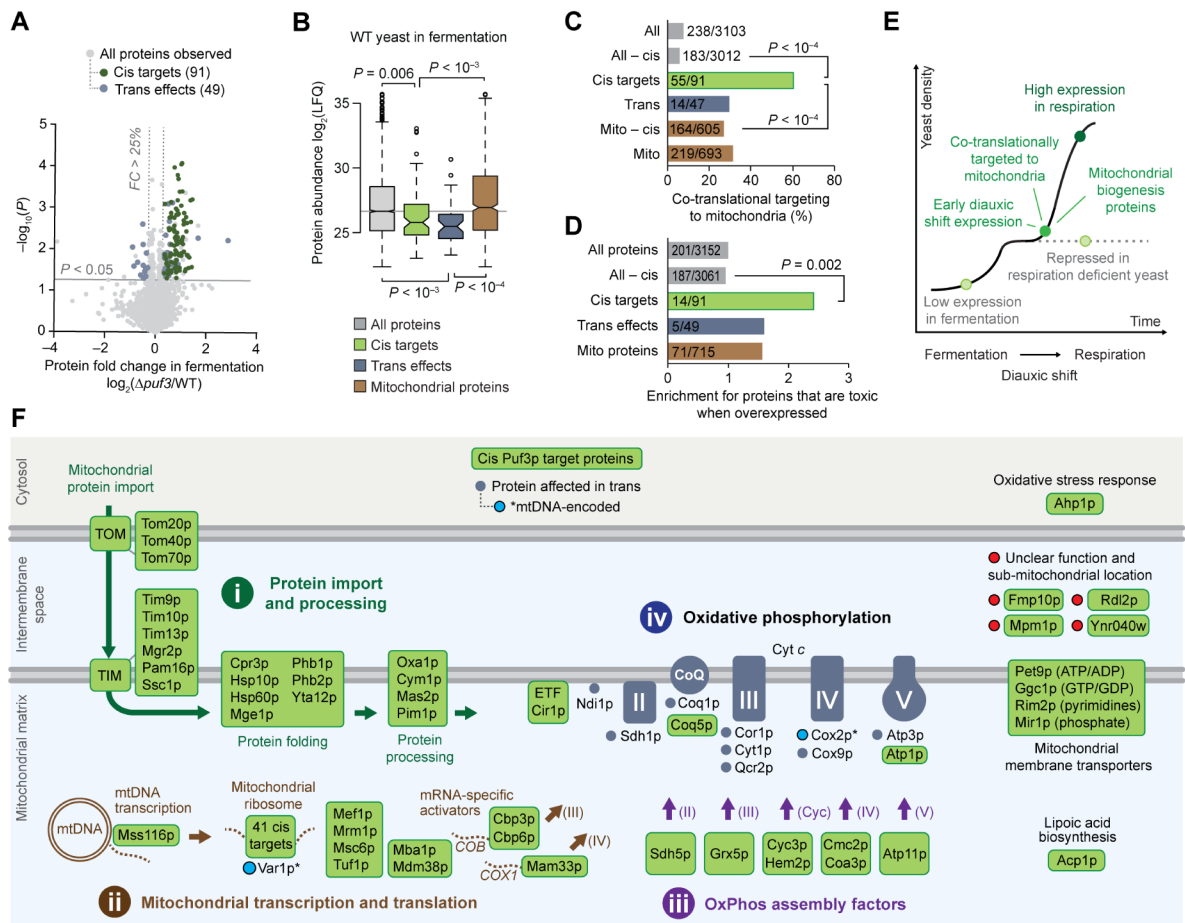 A
All proteins observed
Cis targets (91)
Trans effects (49)
FC > 25%
P < 0.05
–log10(P)
5
4
3
2
1
0
–4
–2
0
2
4
Protein fold change in fermentation
log2(Δpuf3/WT)
B
WT yeast in fermentation
P = 0.006
P < 10–3
Protein abundance log2(LFQ)
35
30
25
P < 10–3
P < 10–4
All proteins
Cis targets
Trans effects
Mitochondrial proteins
C
All
238/3103
All – cis
183/3012
P < 10–4
Cis targets
55/91
Trans
14/47
P < 10–4
Mito – cis
164/605
Mito
219/693
0
20
40
60
80
Co-translational targeting
to mitochondria (%)
D
All proteins
201/3152
All – cis
187/3061
P = 0.002
Cis targets
14/91
Trans effects
5/49
Mito proteins
71/715
0
1
2
3
Enrichment for proteins that are toxic
when overexpressed
E
Yeast density
High expression
in respiration
Co-translationally
targeted to
mitochondria
Mitochondrial
biogenesis
proteins
Early diauxic
shift expression
Repressed in
respiration deficient yeast
Low expression
in fermentation
Time
Fermentation
Respiration
Diauxic shift
F
Cytosol
Intermembrane
space
Mitochondrial matrix
Mitochondrial
protein import
Cis Puf3p target proteins
Protein affected in trans
*mtDNA-encoded
Oxidative stress response
Ahp1p
TOM
Tom20p
Tom40p
Tom70p
i
Protein import
and processing
Tim9p
Tim10p
Tim13p
Mgr2p
Pam16p
Ssc1p
TIM
Cpr3p
Phb1p
Hsp10p
Phb2p
Hsp60p
Yta12p
Mge1p
Protein folding
Oxa1p
Cym1p
Mas2p
Pim1p
Protein
processing
iv
Oxidative phosphorylation
Unclear function and
sub-mitochondrial location
Fmp10p
Rdl2p
Mpm1p
Ynr040w
ETF
Cir1p
Ndi1p
II
Sdh1p
CoQ
Coq1p
Coq5p
Cyt c
III
Cor1p
Cyt1p
Qcr2p
IV
Cox2p*
Cox9p
V
Atp3p
Atp1p
Pet9p (ATP/ADP)
Ggc1p (GTP/GDP)
Rim2p (pyrimidines)
Mir1p (phosphate)
Mitochondrial
membrane transporters
mtDNA
mtDNA
transcription
Mss116p
Mitochondrial
ribosome
41 cis
targets
Var1p*
Mef1p
Mrm1p
Msc6p
Tuf1p
Mba1p
Mdm38p
mRNA-specific
activators
Cbp3p
Cbp6p
COB
(III)
(IV)
COX1
Mam33p
ii
Mitochondrial transcription and translation
(II)
(III)
(Cyc)
(IV)
(V)
Sdh5p
Grx5p
Cyc3p
Hem2p
Cmc2p
Coa3p
Atp11p
iii
OxPhos assembly factors
Lipoic acid
biosynthesis
Acp1p